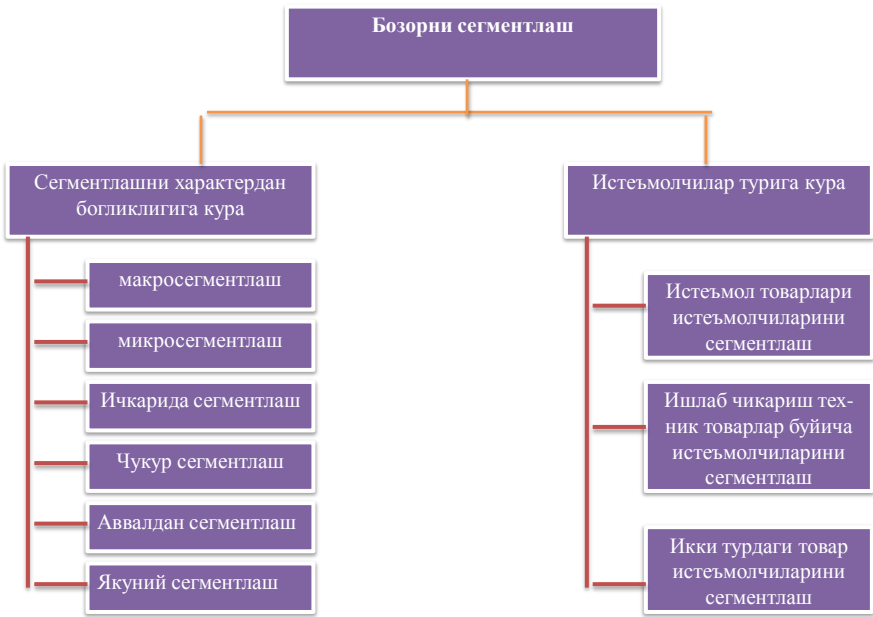 Бозорни сегментлаш
Сегментлашни характердан
богликлигига кура
макросегментлаш
микросегментлаш
Ичкарида сегментлаш
Чукур сегментлаш
Аввалдан сегментлаш
Якуний сегментлаш
Истеъмолчилар турига кура
Истеъмол товарлари
истеъмолчиларини
сегментлаш
Ишлаб чикариш тех-
ник товарлар буйича
истеъмолчиларини
сегментлаш
Икки турдаги товар
истеъмолчиларини
сегментлаш